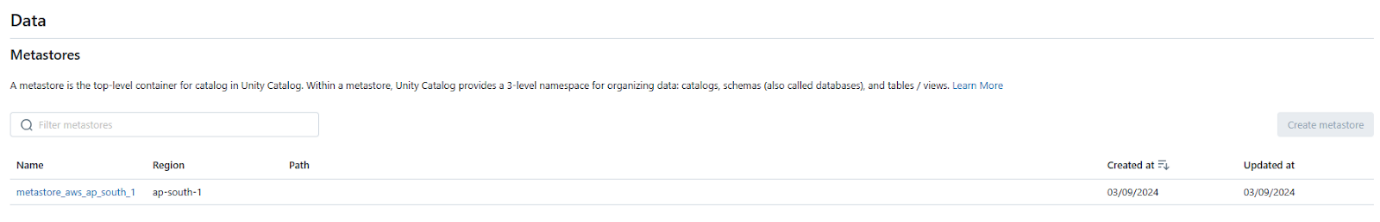 Data
Metastores
A metastore is the top-level container for catalog in Unity Catalog. Within a metastore, Unity Catalog provides a 3-level namespace for organizing data: catalogs, schemas (also called databases), and tables / views. Learn More
Filter metastores
Create metastore
Name Region Path Created at Updated at
metastore_aws_ap_south_1 ap-south-1 03/09/2024 03/09/2024